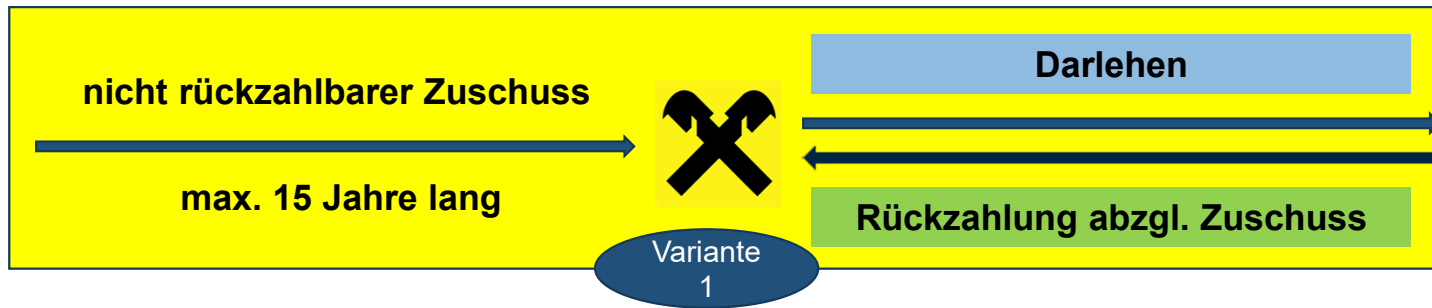 nicht rückzahlbarer Zuschuss
max. 15 Jahre lang
Darlehen
Rückzahlung abzgl. Zuschuss
Variante
1